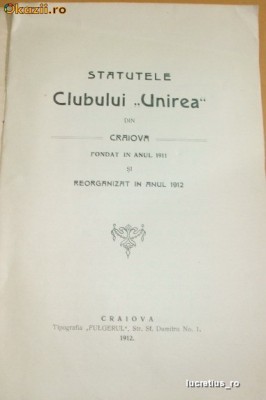 okazii.ro
STATUTELE
Clubului „Unirea“
DIN
CRAIOVA
FONDAT IN ANUL 1911
ȘI
REORGANIZAT IN ANUL 1912
CRAIOVA
Tipografia „FULGERUL“, Str. M. Dumitru No. 1.
1912.
lucretius_ro